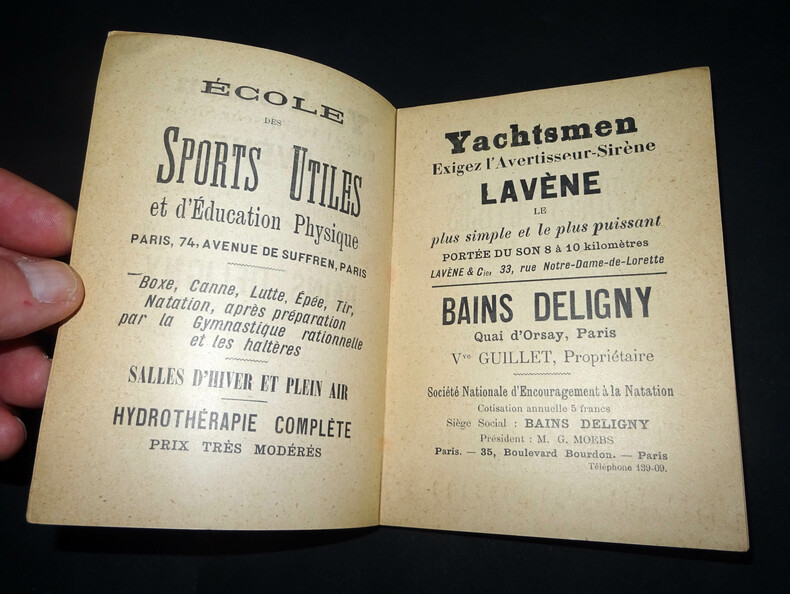 ÉCOLE
DES
SPORTS UTILES
et d'Éducation Physique
PARIS, 74, AVENUE DE SUFFREN, PARIS
Boxe, Canne, Lutte, Épée, Tir,
Natation, après préparation
par la Gymnastique rationnelle
et les haltères
SALLES D'HIVER ET PLEIN AIR
HYDROTHÉRAPIE COMPLÈTE
PRIX TRÈS MODÉRÉS
Yachtsmen
Exigez l'Avertisseur-Sirène
LAVÈNE
LE
plus simple et le plus puissant
PORTÉE DU SON 8 à 10 kilomètres
LAVÈNE & Cie, 33, rue Notre-Dame-de-Lorette
BAINS DELIGNY
Quai d'Orsay, Paris
Vve GUILLET, Propriétaire
Société Nationale d'Encouragement à la Natation
Cotisation annuelle 5 francs
Siège Social : BAINS DELIGNY
Président : M. G. MOEBS
Paris. — 35, Boulevard Bourdon. — Paris
Téléphone 139-09.